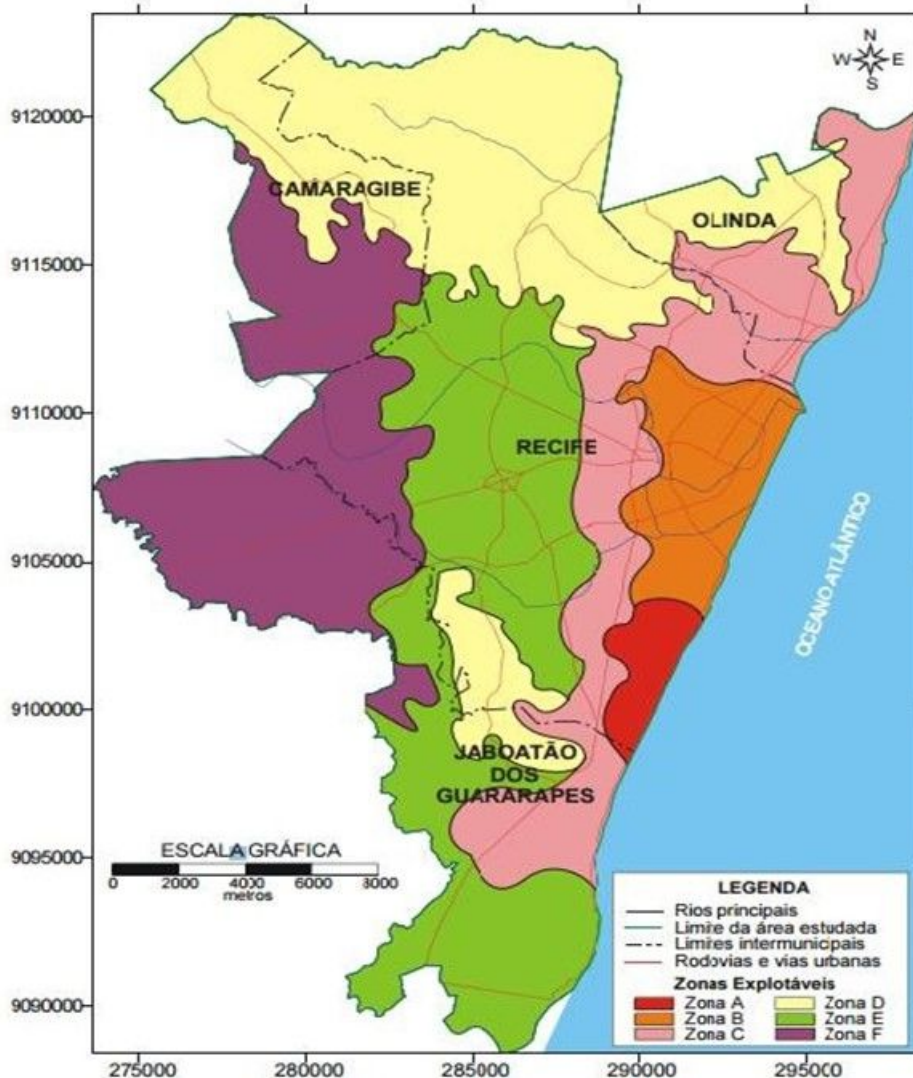 N
W E
S
9120000
CAMARAGIBE
OLINDA
9115000
9110000
RECIFE
9105000
OCEANO ATLÂNTICO
9100000
JABOATÃO
DOS
GUARARAPES
9095000
ESCALA GRÁFICA
0 2000 4000 6000 8000
metros
9090000
LEGENDA
Rios principais
Limite da área estudada
Limites intermunicipais
Rodovias e vias urbanas
Zonas Explotáveis
Zona A Zona D
Zona B Zona E
Zona C Zona F
275000 280000 285000 290000 295000